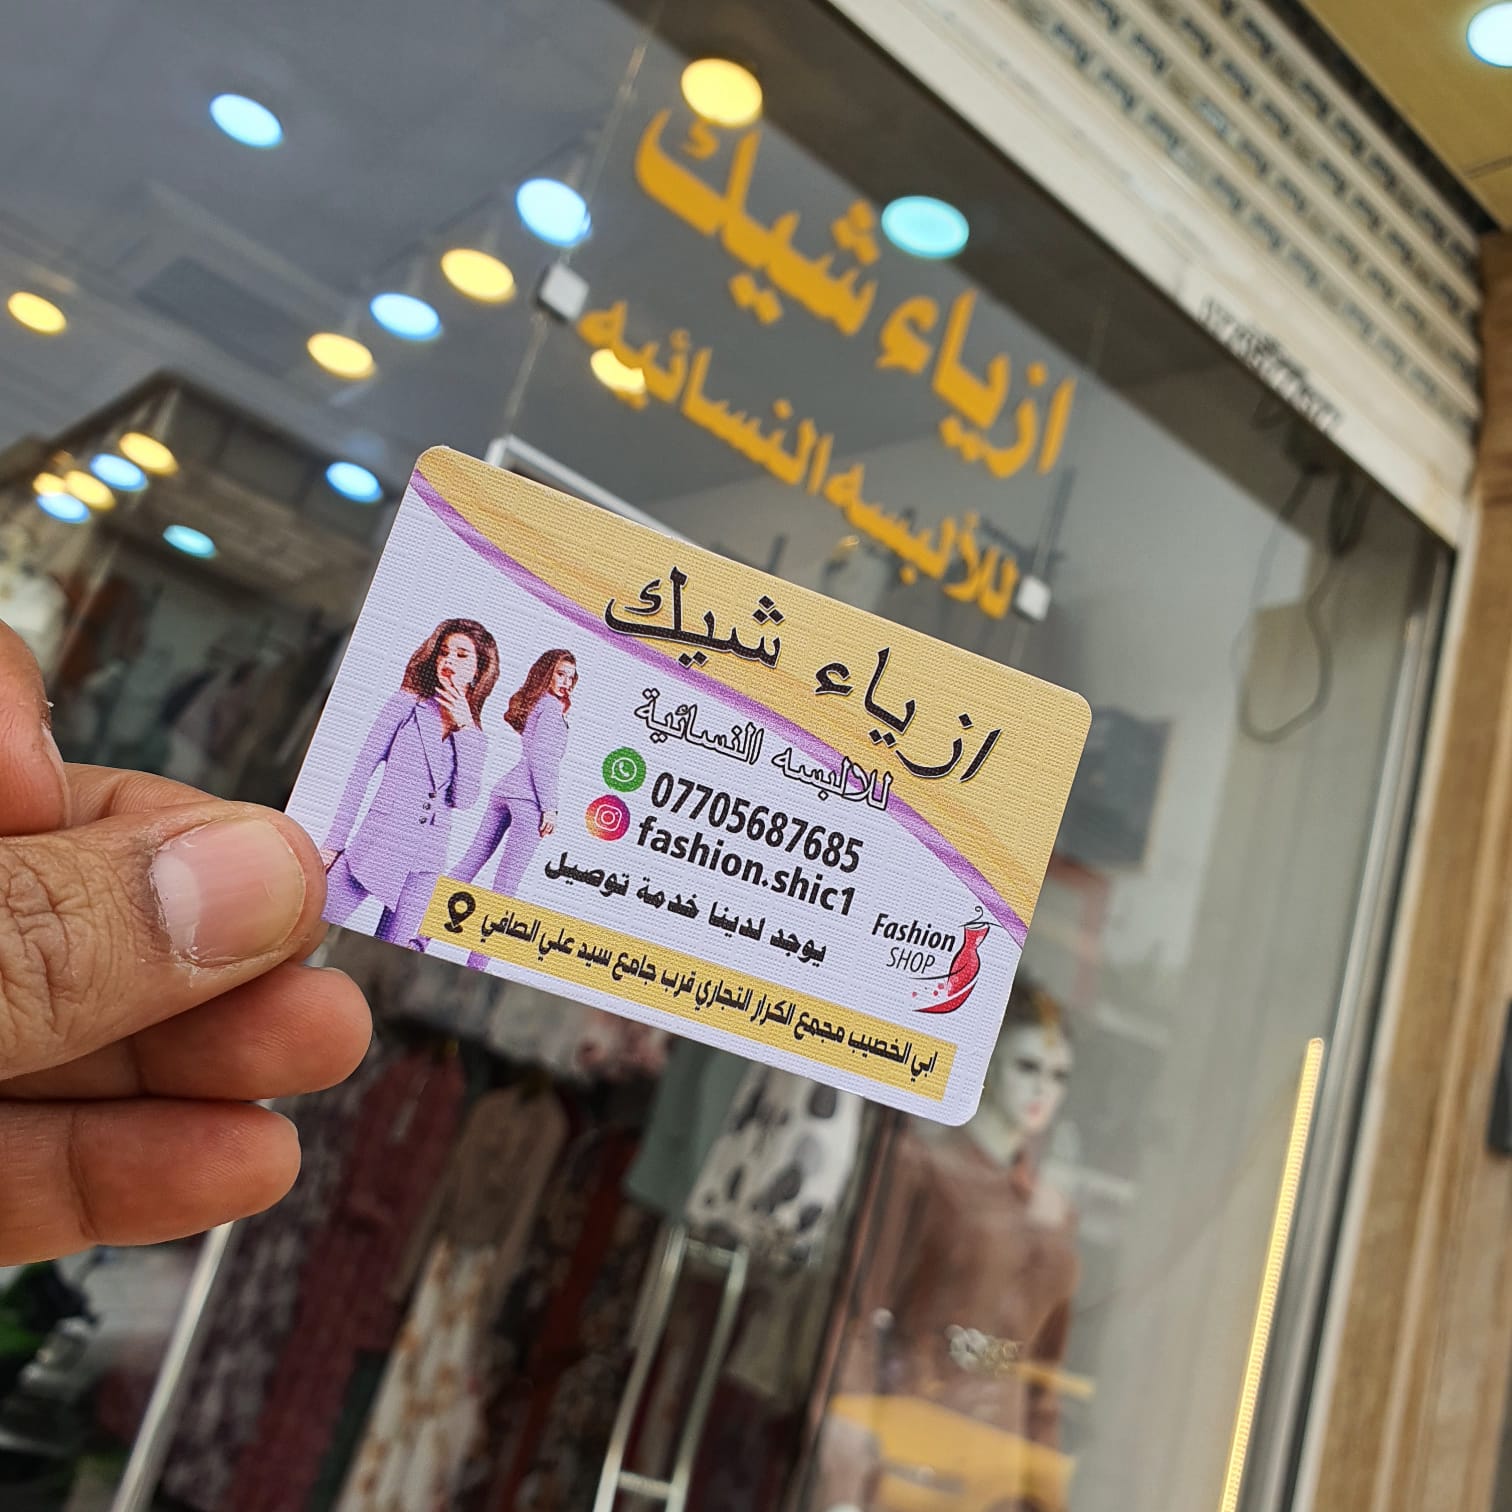 ازياء شيك
للألبسه النسائيه
ازياء شيك
للالبسه النسائية
07705687685
fashion.shic1
يوجد لدينا خدمة توصيل
Fashion
SHOP
ابي الخصيب مجمع الكرار التجاري قرب جامع سيد علي الصافي